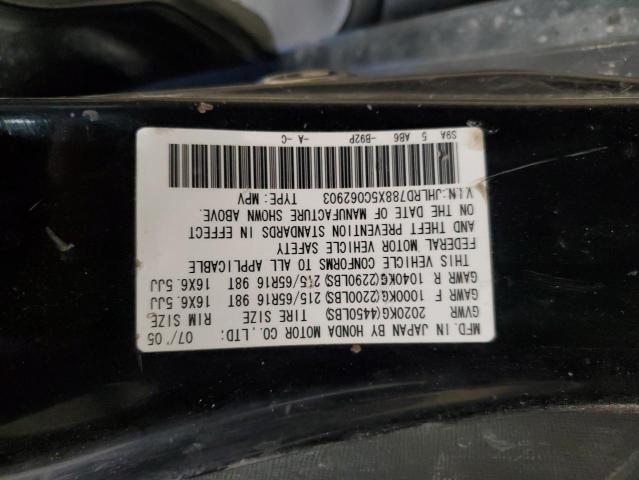 MFD. IN JAPAN BY HONDA MOTOR CO., LTD: 07/'05
GVWR 2020KG(4450LBS) TIRE SIZE RIM SIZE
GAWR F 1000KG(2200LBS) 215/65R16 98T 16X6.5JJ
GAWR R 1040KG(2290LBS) 215/65R16 98T 16X6.5JJ
THIS VEHICLE CONFORMS TO ALL APPLICABLE
FEDERAL MOTOR VEHICLE SAFETY
AND THEFT PREVENTION STANDARDS IN EFFECT
ON THE DATE OF MANUFACTURE SHOWN ABOVE.
V.I.N.: JHLRD788X5C062903 TYPE: MPV
S9A 5 AB6 -B92P -A -C